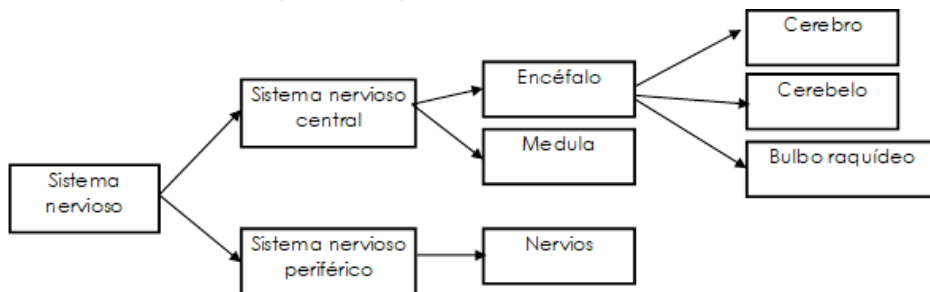 Cerebro
Encéfalo
Sistema nervioso
central
Cerebelo
Medula
Bulbo raquídeo
Sistema
nervioso
Sistema nervioso
periférico
Nervios